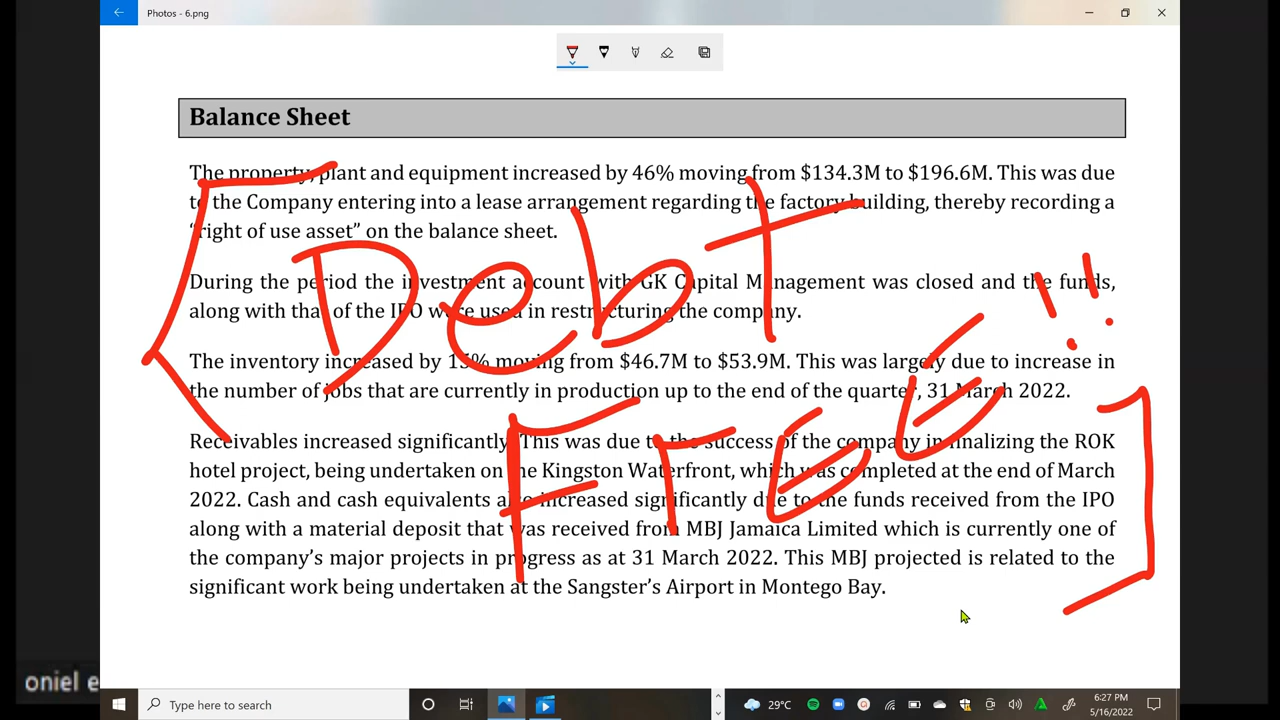 Photos - 6.png
Balance Sheet
The property, plant and equipment increased by 46% moving from $134.3M to $196.6M. This was due
to the Company entering into a lease arrangement regarding the factory building, thereby recording a
“right of use asset” on the balance sheet.
During the period the investment account with GK Capital Management was closed and the funds,
along with that of the IPO were used in restructuring the company.
The inventory increased by 15% moving from $46.7M to $53.9M. This was largely due to increase in
the number of jobs that are currently in production up to the end of the quarter, 31 March 2022.
Receivables increased significantly. This was due to the success of the company in finalizing the ROK
hotel project, being undertaken on the Kingston Waterfront, which was completed at the end of March
2022. Cash and cash equivalents also increased significantly due to the funds received from the IPO
along with a material deposit that was received from MBJ Jamaica Limited which is currently one of
the company’s major projects in progress as at 31 March 2022. This MBJ projected is related to the
significant work being undertaken at the Sangster’s Airport in Montego Bay.
Debt
Free!!
oniel e
Type here to search
29°C
6:27 PM
5/16/2022